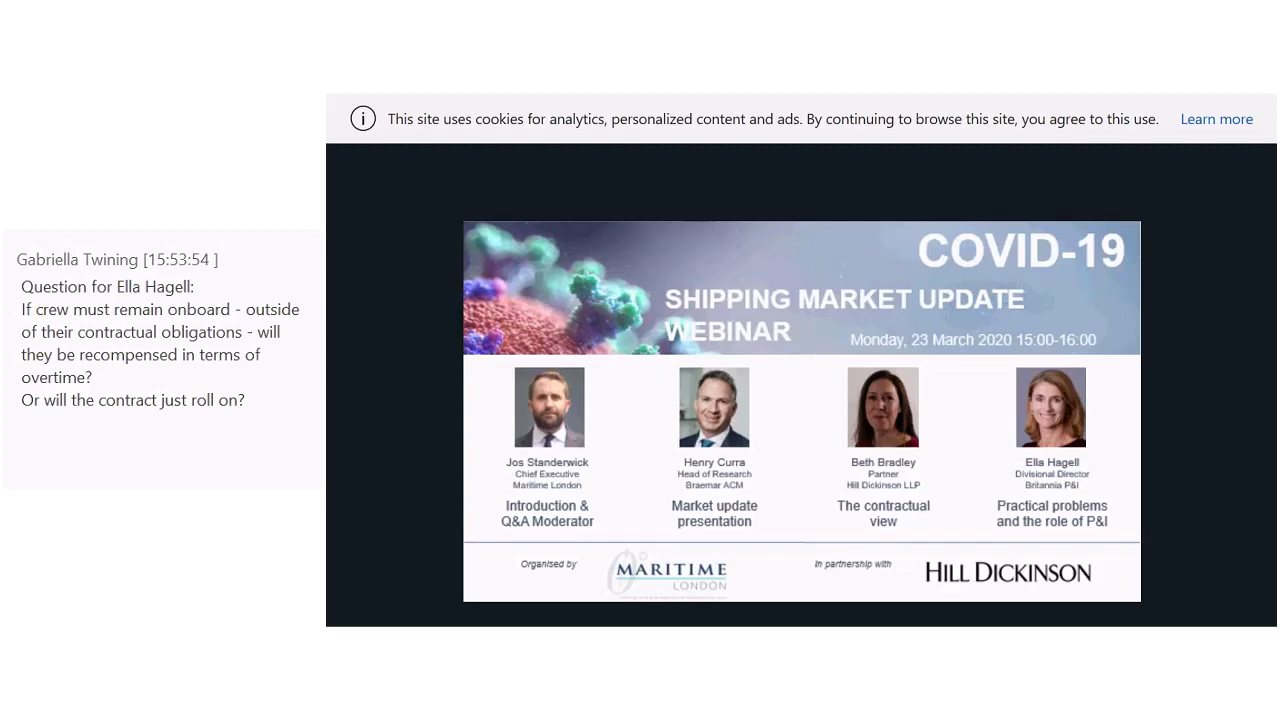 This site uses cookies for analytics, personalized content and ads. By continuing to browse this site, you agree to this use. Learn more
Gabriella Twining [15:53:54 ]
Question for Ella Hagell:
If crew must remain onboard - outside
of their contractual obligations - will
they be recompensed in terms of
overtime?
Or will the contract just roll on?
COVID-19
SHIPPING MARKET UPDATE
WEBINAR
Monday, 23 March 2020 15:00-16:00
Jos Standerwick
Chief Executive
Maritime London
Introduction &
Q&A Moderator
Henry Curra
Head of Research
Braemar ACM
Market update
presentation
Beth Bradley
Partner
Hill Dickinson LLP
The contractual
view
Ella Hagell
Divisional Director
Britannia P&I
Practical problems
and the role of P&I
Organised by
MARITIME
LONDON
In partnership with
HILL DICKINSON